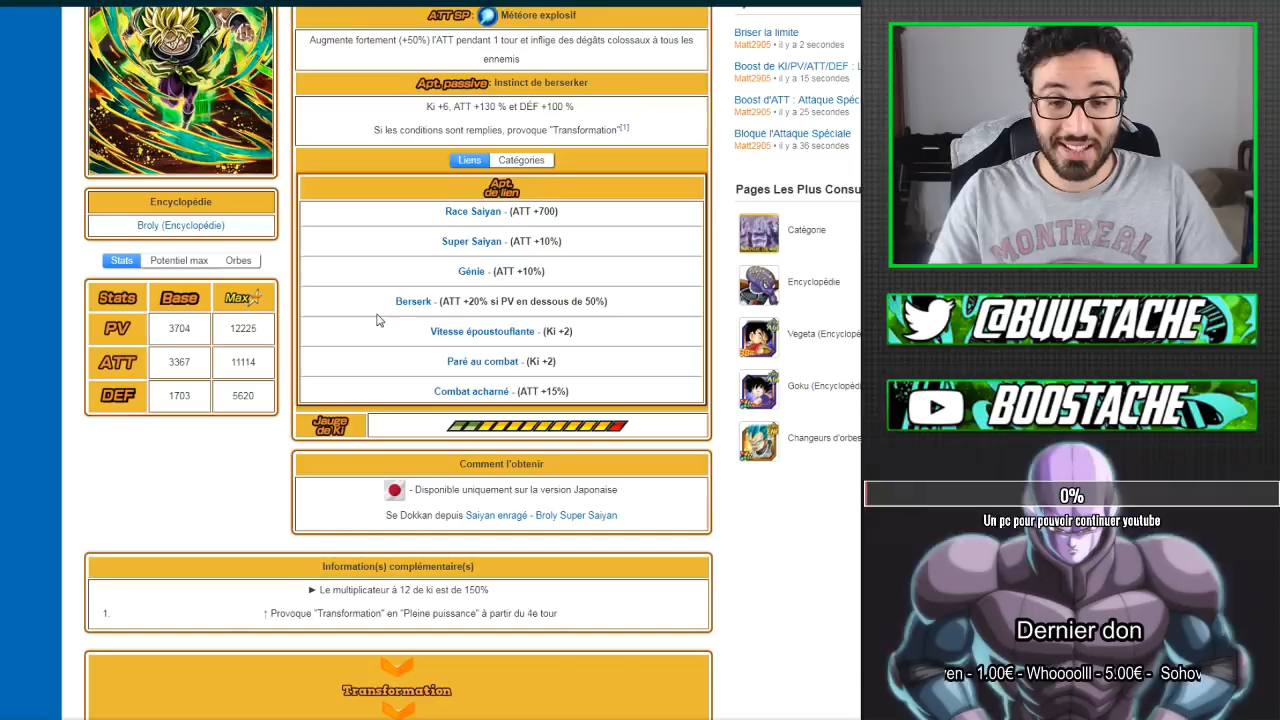 ATT SP: Météore explosif
Augmente fortement (+50%) l'ATT pendant 1 tour et inflige des dégâts colossaux à tous les
ennemis
Apt. passive: Instinct de berserker
Ki +6, ATT +130 % et DÉF +100 %
Si les conditions sont remplies, provoque "Transformation"[1]
Liens
Catégories
Apt.
de lien
Race Saiyan - (ATT +700)
Super Saiyan - (ATT +10%)
Génie - (ATT +10%)
Berserk - (ATT +20% si PV en dessous de 50%)
Vitesse époustouflante - (Ki +2)
Paré au combat - (Ki +2)
Combat acharné - (ATT +15%)
Jauge
de Ki
Comment l'obtenir
- Disponible uniquement sur la version Japonaise
Se Dokkan depuis Saiyan enragé - Broly Super Saiyan
Encyclopédie
Broly (Encyclopédie)
Stats
Potentiel max
Orbes
Stats Base Max
PV 3704 12225
ATT 3367 11114
DEF 1703 5620
Information(s) complémentaire(s)
► Le multiplicateur à 12 de ki est de 150%
1. ↑ Provoque "Transformation" en "Pleine puissance" à partir du 4e tour
Transformation
Briser la limite
Matt2905 • il y a 2 secondes
Boost de KI/PV/ATT/DEF : L
Matt2905 • il y a 15 secondes
Boost d'ATT : Attaque Spéc
Matt2905 • il y a 25 secondes
Bloque l'Attaque Spéciale
Matt2905 • il y a 36 secondes
Pages Les Plus Consu
Catégorie
Encyclopédie
Vegeta (Encyclopé
Goku (Encyclopédi
Changeurs d'orbes
MONTREAL
@BUUSTACHE
BOOSTACHE
0%
Un pc pour pouvoir continuer youtube
Dernier don
en - 1.00€ - Whoooolll - 5.00€ - Sohov